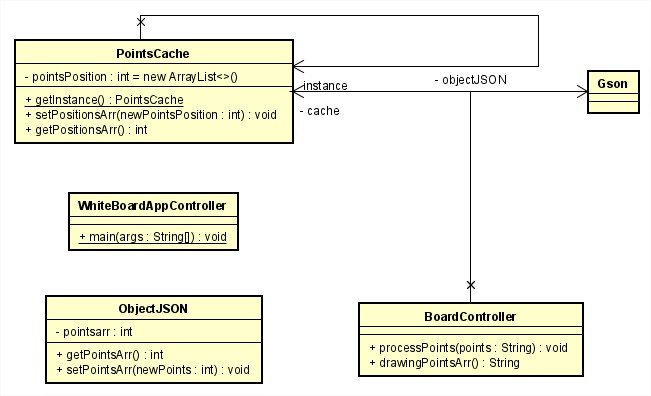 PointsCache
- pointsPosition : int = new ArrayList<>()
+ getInstance() : PointsCache
+ setPositionsArr(newPointsPosition : int) : void
+ getPositionsArr() : int
instance
- cache
- objectJSON
Gson
WhiteBoardAppController
+ main(args : String[]) : void
ObjectJSON
- pointsarr : int
+ getPointsArr() : int
+ setPointsArr(newPoints : int) : void
BoardController
+ processPoints(points : String) : void
+ drawingPointsArr() : String